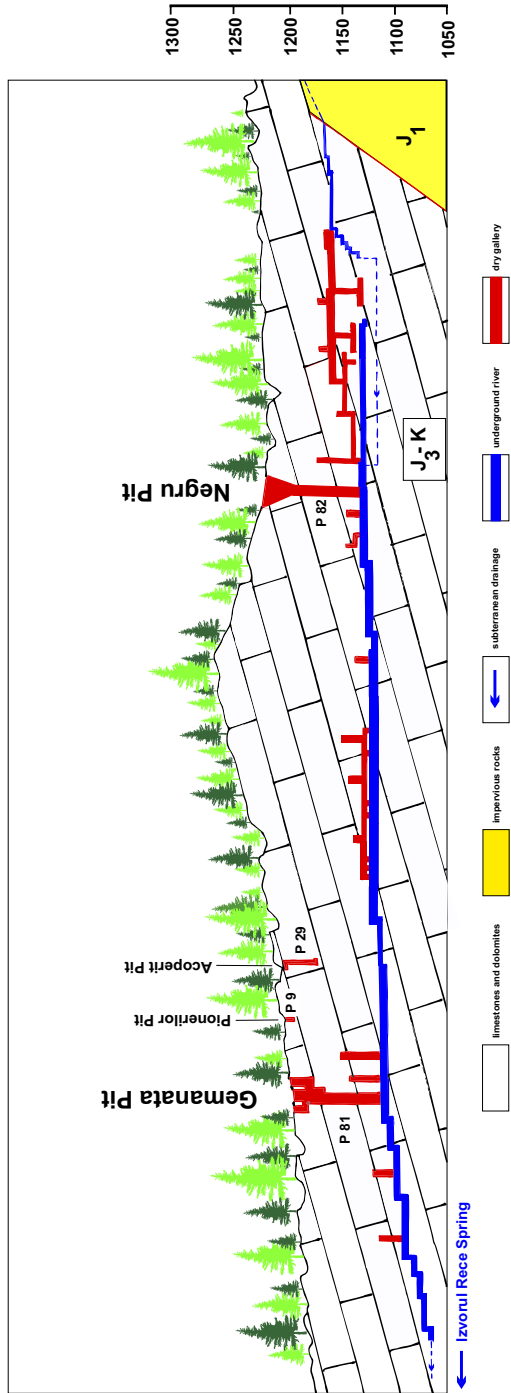 1300
1250
1200
1150
1100
1050
Negru Pit
P 82
J1
J3- K
Acoperit Pit
P 29
Pionerilor Pit
P 9
Gemanata Pit
P 81
Izvorul Rece Spring
limestones and dolomites
impervious rocks
subterranean drainage
underground river
dry gallery